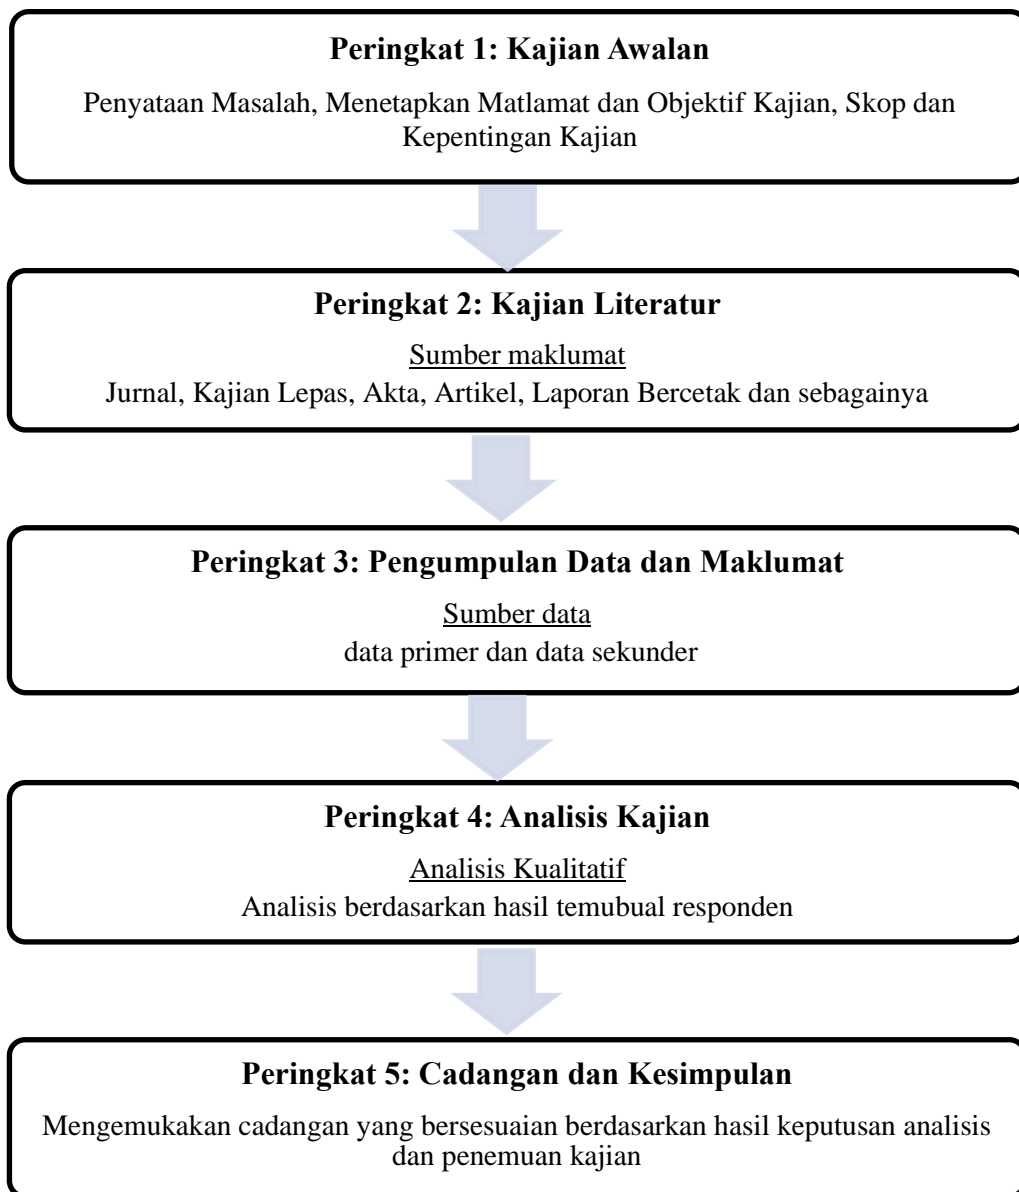 Peringkat 1: Kajian Awalan
Penyataan Masalah, Menetapkan Matlamat dan Objektif Kajian, Skop dan
Kepentingan Kajian
Peringkat 2: Kajian Literatur
Sumber maklumat
Jurnal, Kajian Lepas, Akta, Artikel, Laporan Bercetak dan sebagainya
Peringkat 3: Pengumpulan Data dan Maklumat
Sumber data
data primer dan data sekunder
Peringkat 4: Analisis Kajian
Analisis Kualitatif
Analisis berdasarkan hasil temubual responden
Peringkat 5: Cadangan dan Kesimpulan
Mengemukakan cadangan yang bersesuaian berdasarkan hasil keputusan analisis
dan penemuan kajian